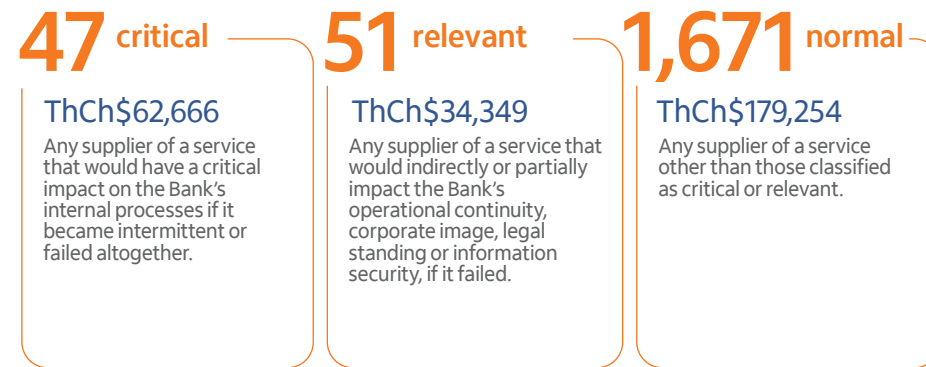 47 critical
ThCh$62,666
Any supplier of a service
that would have a critical
impact on the Bank's
internal processes if it
became intermittent or
failed altogether.
51 relevant
ThCh$34,349
Any supplier of a service that
would indirectly or partially
impact the Bank's
operational continuity,
corporate image, legal
standing or information
security, if it failed.
1,671 normal
ThCh$179,254
Any supplier of a service
other than those classified
as critical or relevant.